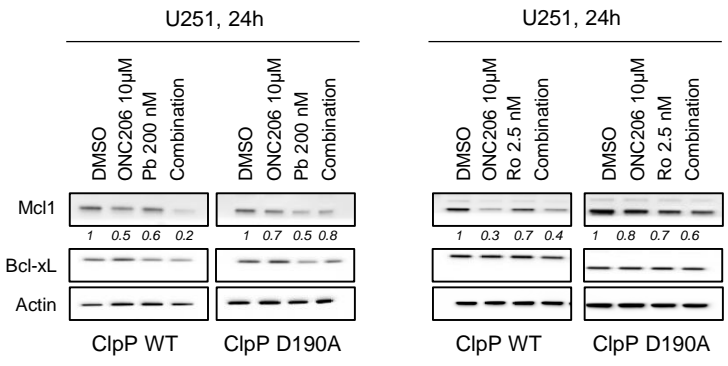 U251, 24h
DMSO
ONC206 10µM
Pb 200 nM
Combination
DMSO
ONC206 10µM
Pb 200 nM
Combination
U251, 24h
DMSO
ONC206 10µM
Ro 2.5 nM
Combination
DMSO
ONC206 10µM
Ro 2.5 nM
Combination
Mcl1
1 0.5 0.6 0.2
1 0.7 0.5 0.8
1 0.3 0.7 0.4
1 0.8 0.7 0.6
Bcl-xL
Actin
ClpP WT
ClpP D190A
ClpP WT
ClpP D190A